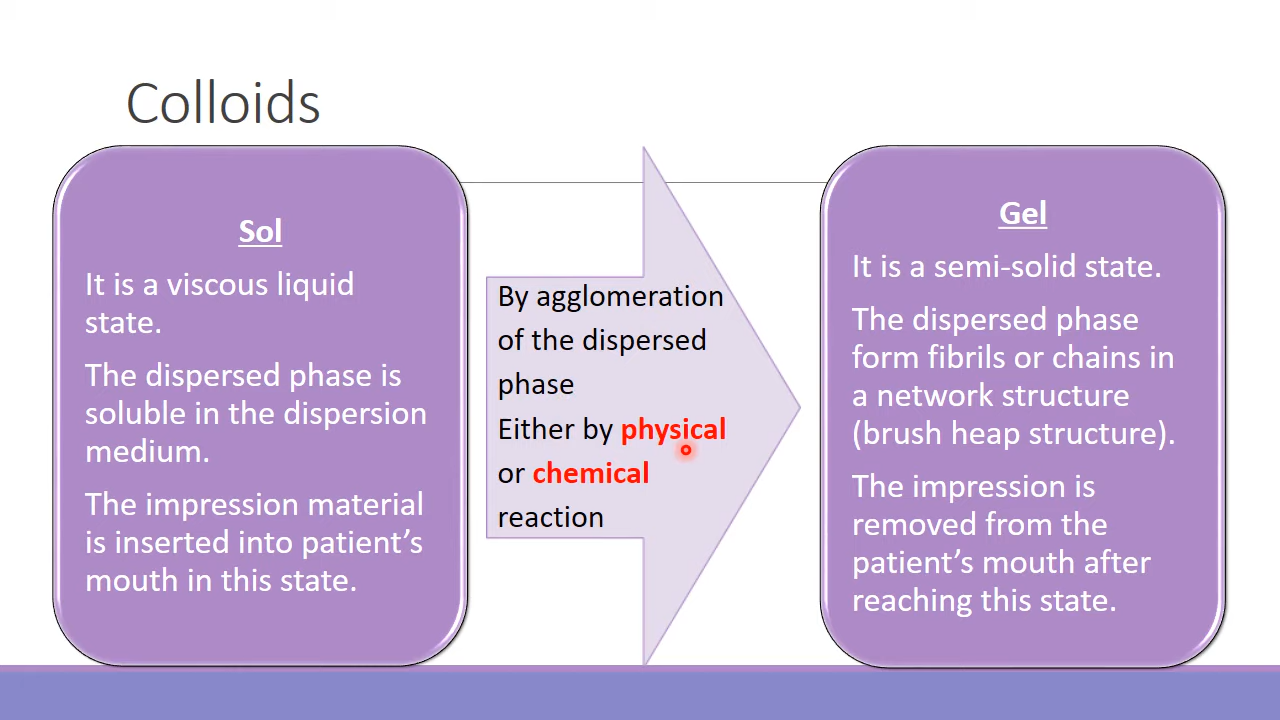 Colloids
Sol
It is a viscous liquid
state.
The dispersed phase is
soluble in the dispersion
medium.
The impression material
is inserted into patient’s
mouth in this state.
By agglomeration
of the dispersed
phase
Either by physical
or chemical
reaction
Gel
It is a semi-solid state.
The dispersed phase
form fibrils or chains in
a network structure
(brush heap structure).
The impression is
removed from the
patient’s mouth after
reaching this state.